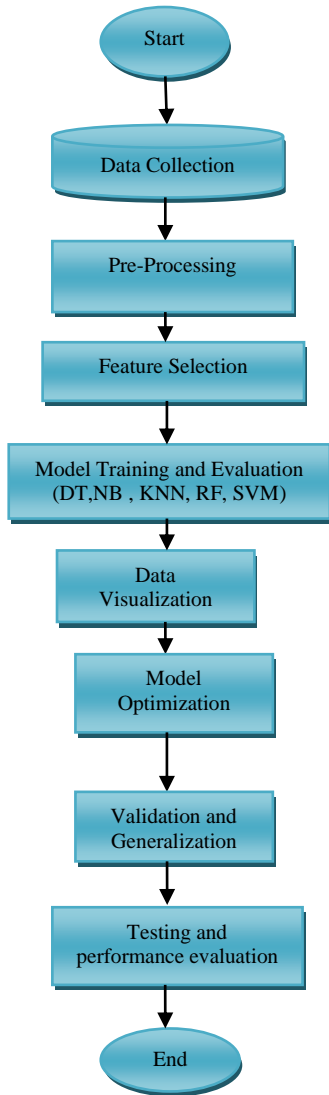 Start
Data Collection
Pre-Processing
Feature Selection
Model Training and Evaluation
(DT,NB , KNN, RF, SVM)
Data
Visualization
Model
Optimization
Validation and
Generalization
Testing and
performance evaluation
End